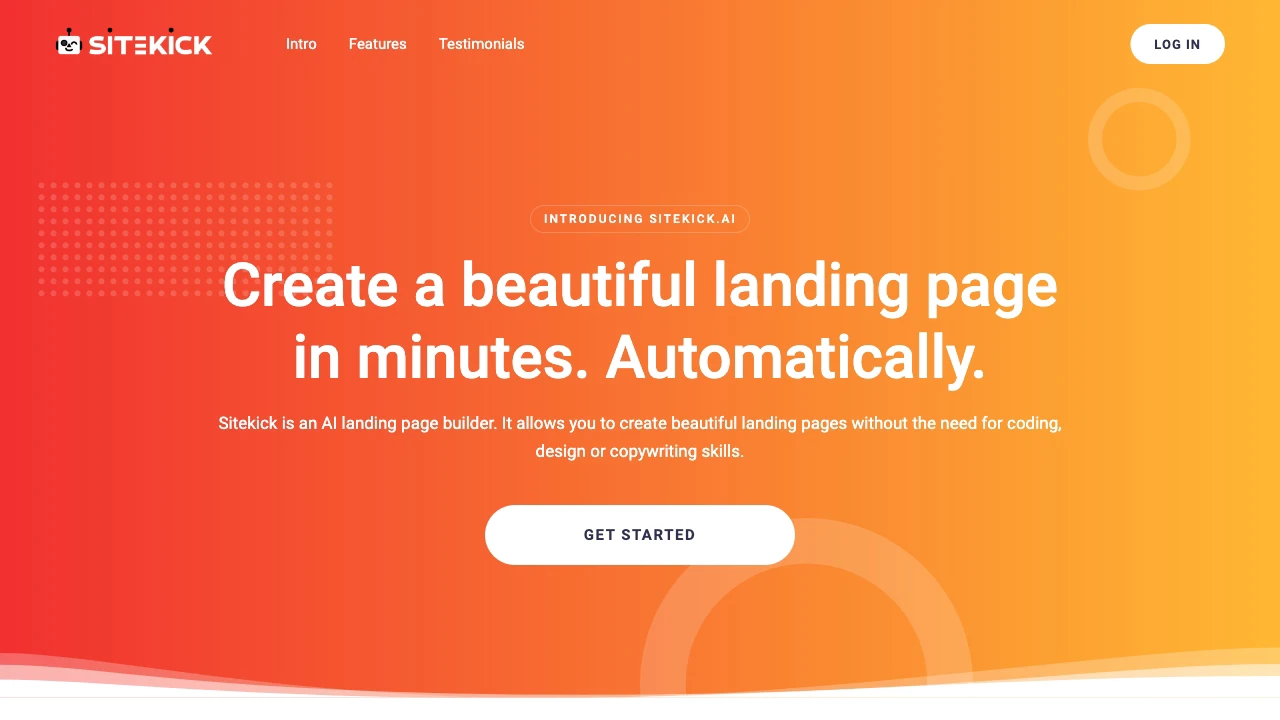 SITEKICK
Intro
Features
Testimonials
LOG IN
INTRODUCING SITEKICK.AI
Create a beautiful landing page
in minutes. Automatically.
Sitekick is an AI landing page builder. It allows you to create beautiful landing pages without the need for coding,
design or copywriting skills.
GET STARTED